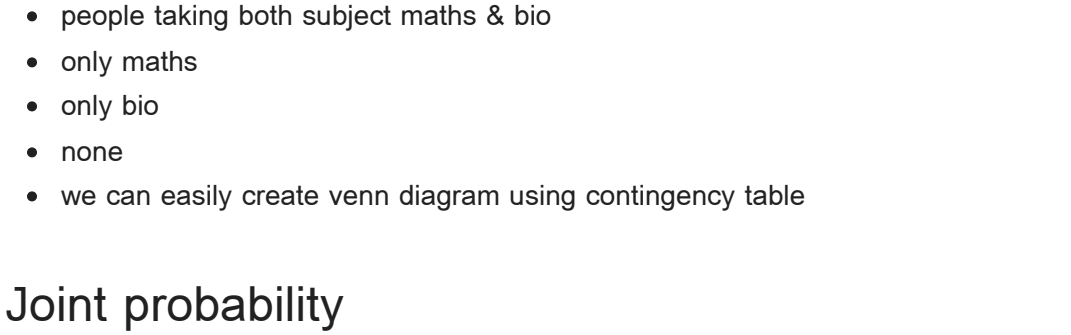 • people taking both subject maths & bio
• only maths
• only bio
• none
• we can easily create venn diagram using contingency table
Joint probability